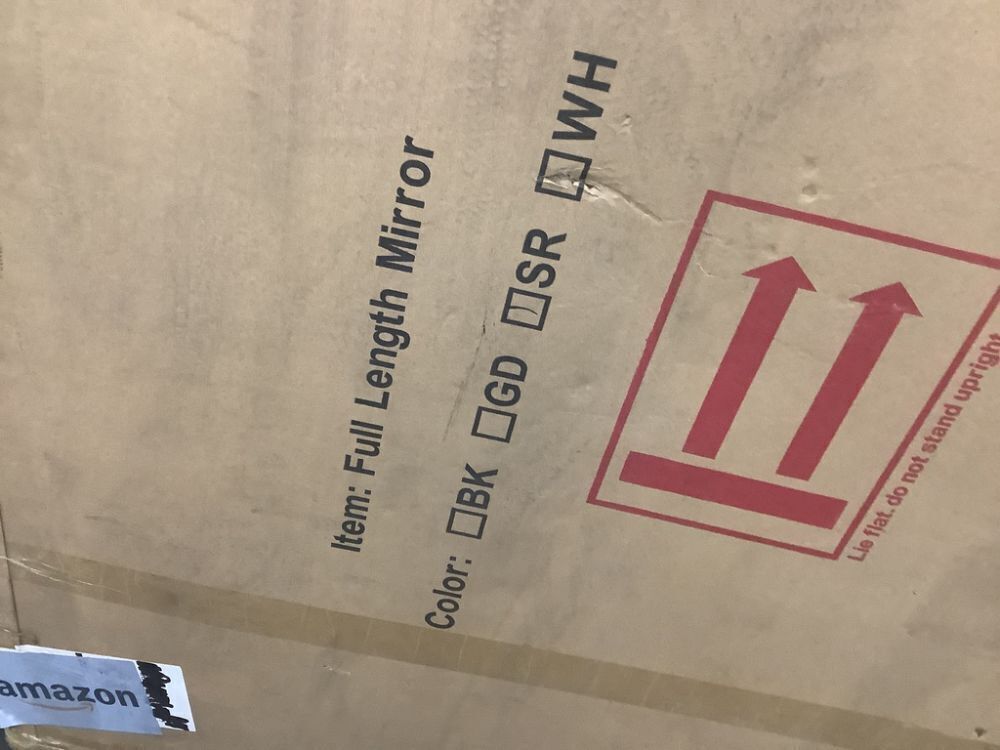 Item: Full Length Mirror
Color: □BK □GD □SR □WH
Lie flat. do not stand upright
amazon